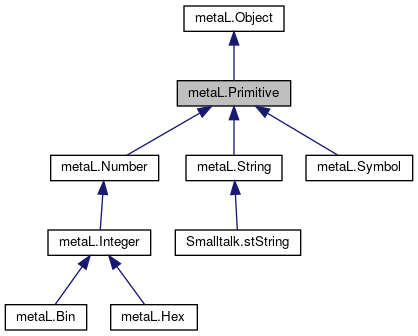 metaL.Object
metaL.Primitive
metaL.Number
metaL.String
metaL.Symbol
metaL.Integer
Smalltalk.stString
metaL.Bin
metaL.Hex